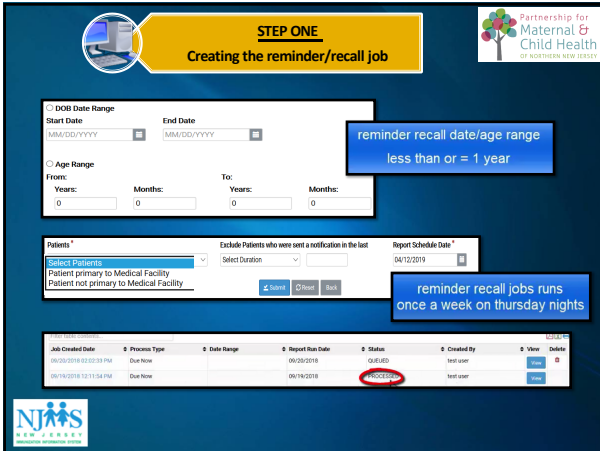 STEP ONE
Creating the reminder/recall job
Partnership for
Maternal &
Child Health
OF NORTHERN NEW JERSEY
DOB Date Range
Start Date End Date
MM/DD/YYYY MM/DD/YYYY
Age Range
From: To:
Years: Months: Years: Months:
0 0 0 0
reminder recall date/age range
less than or = 1 year
Patients * Exclude Patients who were sent a notification in the last Report Schedule Date *
Select Patients Select Duration 04/12/2019
Patient primary to Medical Facility
Patient not primary to Medical Facility
Submit Reset Back
reminder recall jobs runs
once a week on thursday nights
Filter table contents...
Job Created Date Process Type Date Range Report Run Date Status Created By View Delete
09/20/2018 02:02:33 PM Due Now 09/20/2018 QUEUED test user View
09/19/2018 12:11:54 PM Due Now 09/19/2018 PROCESSED test user View
NJIIS
NEW JERSEY
IMMUNIZATION INFORMATION SYSTEM